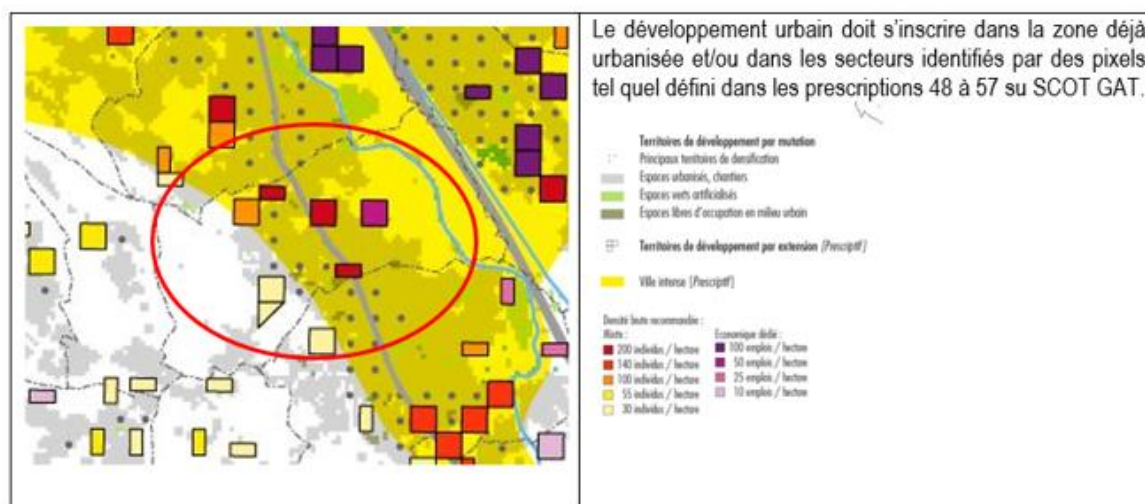 Le développement urbain doit s'inscrire dans la zone déjà
urbanisée et/ou dans les secteurs identifiés par des pixels
tel quel défini dans les prescriptions 48 à 57 su SCOT GAT.
Territoires de développement par mutation
Principaux territoires de densification
Espaces urbanisés, chantiers
Espaces verts artificialisés
Espaces libres d'occupation en milieu urbain
Territoires de développement par extension (Prescriptif)
Ville intense (Prescriptif)
Densité brute recommandée :
Mixte :
200 individus / hectare
140 individus / hectare
100 individus / hectare
55 individus / hectare
30 individus / hectare
Economique dédié :
100 emplois / hectare
50 emplois / hectare
25 emplois / hectare
10 emplois / hectare